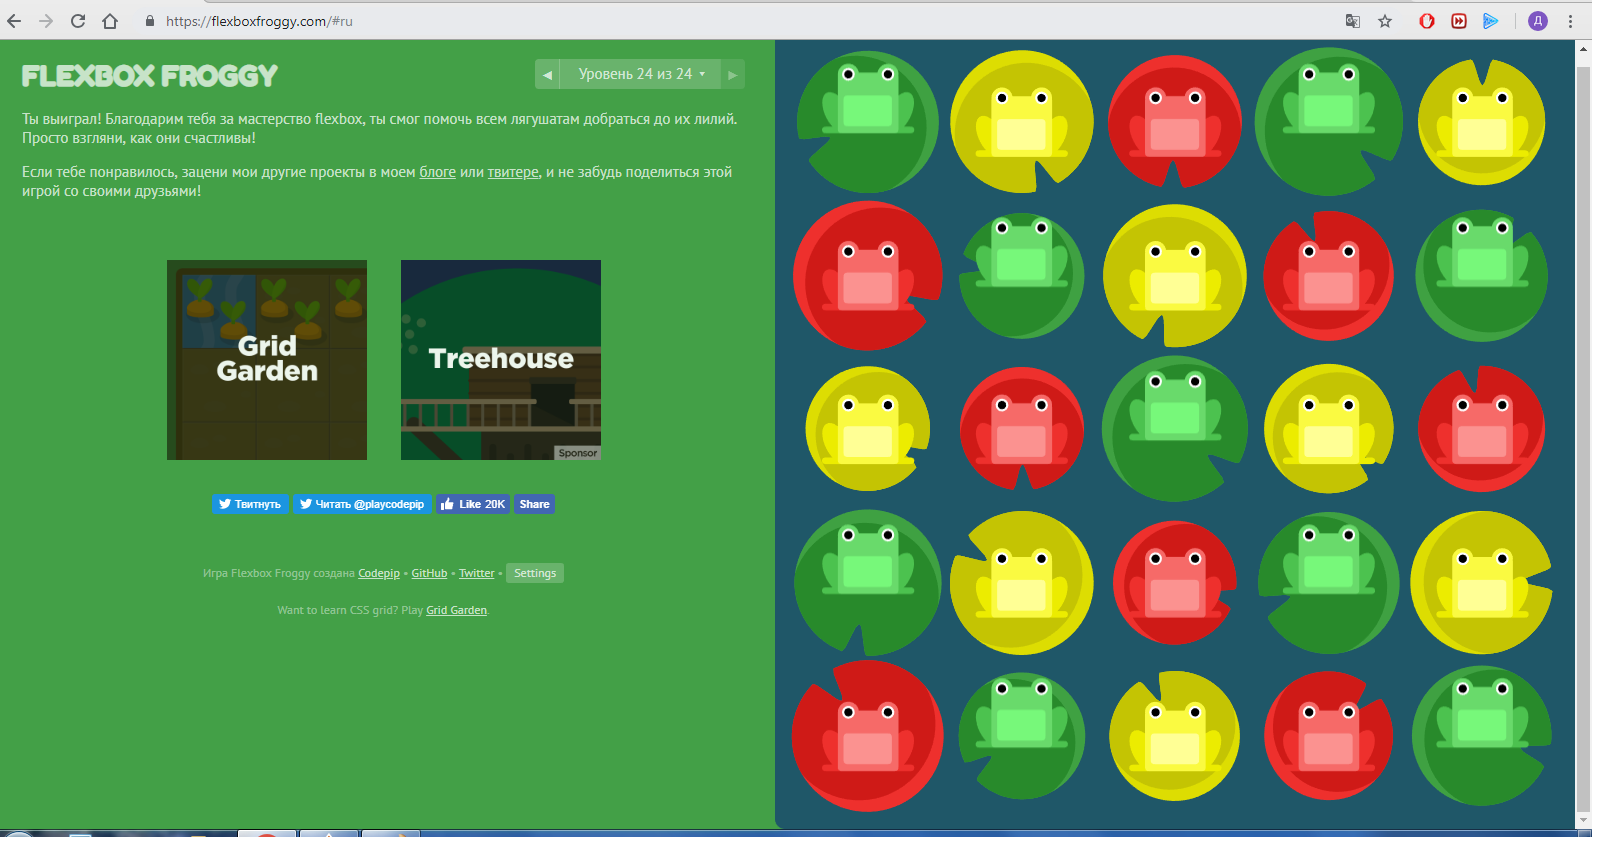 https://flexboxfroggy.com/#ru
Д
FLEXBOX FROGGY
◀ Уровень 24 из 24 ▾ ▶
Ты выиграл! Благодарим тебя за мастерство flexbox, ты смог помочь всем лягушатам добраться до их лилий.
Просто взгляни, как они счастливы!
Если тебе понравилось, зацени мои другие проекты в моем блоге или твитере, и не забудь поделиться этой
игрой со своими друзьями!
Grid
Garden
Treehouse
Sponsor
Твитнуть
Читать @playcodepip
Like 20K
Share
Игра Flexbox Froggy создана Codepip • GitHub • Twitter • Settings
Want to learn CSS grid? Play Grid Garden.